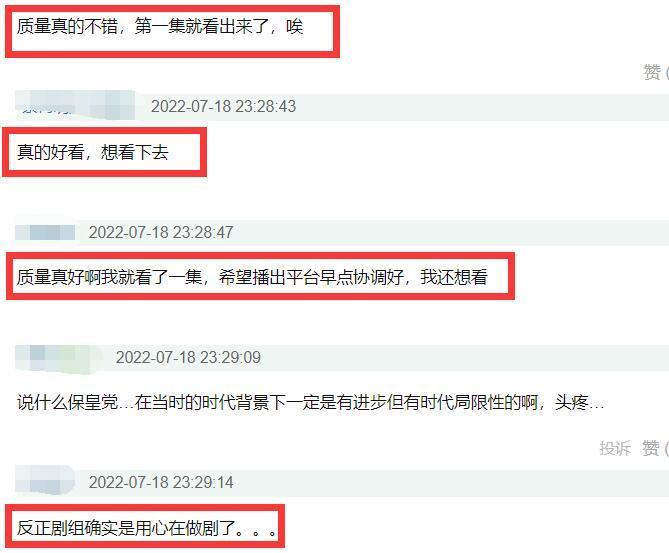 质量真的不错，第一集就看出来了，唉
赞 (
2022-07-18 23:28:43
真的好看，想看下去
2022-07-18 23:28:47
质量真好啊我就看了一集，希望播出平台早点协调好，我还想看
2022-07-18 23:29:09
说什么保皇党…在当时的时代背景下一定是有进步但有时代局限性的啊，头疼…
投诉 赞 (
2022-07-18 23:29:14
反正剧组确实是用心在做剧了。。。